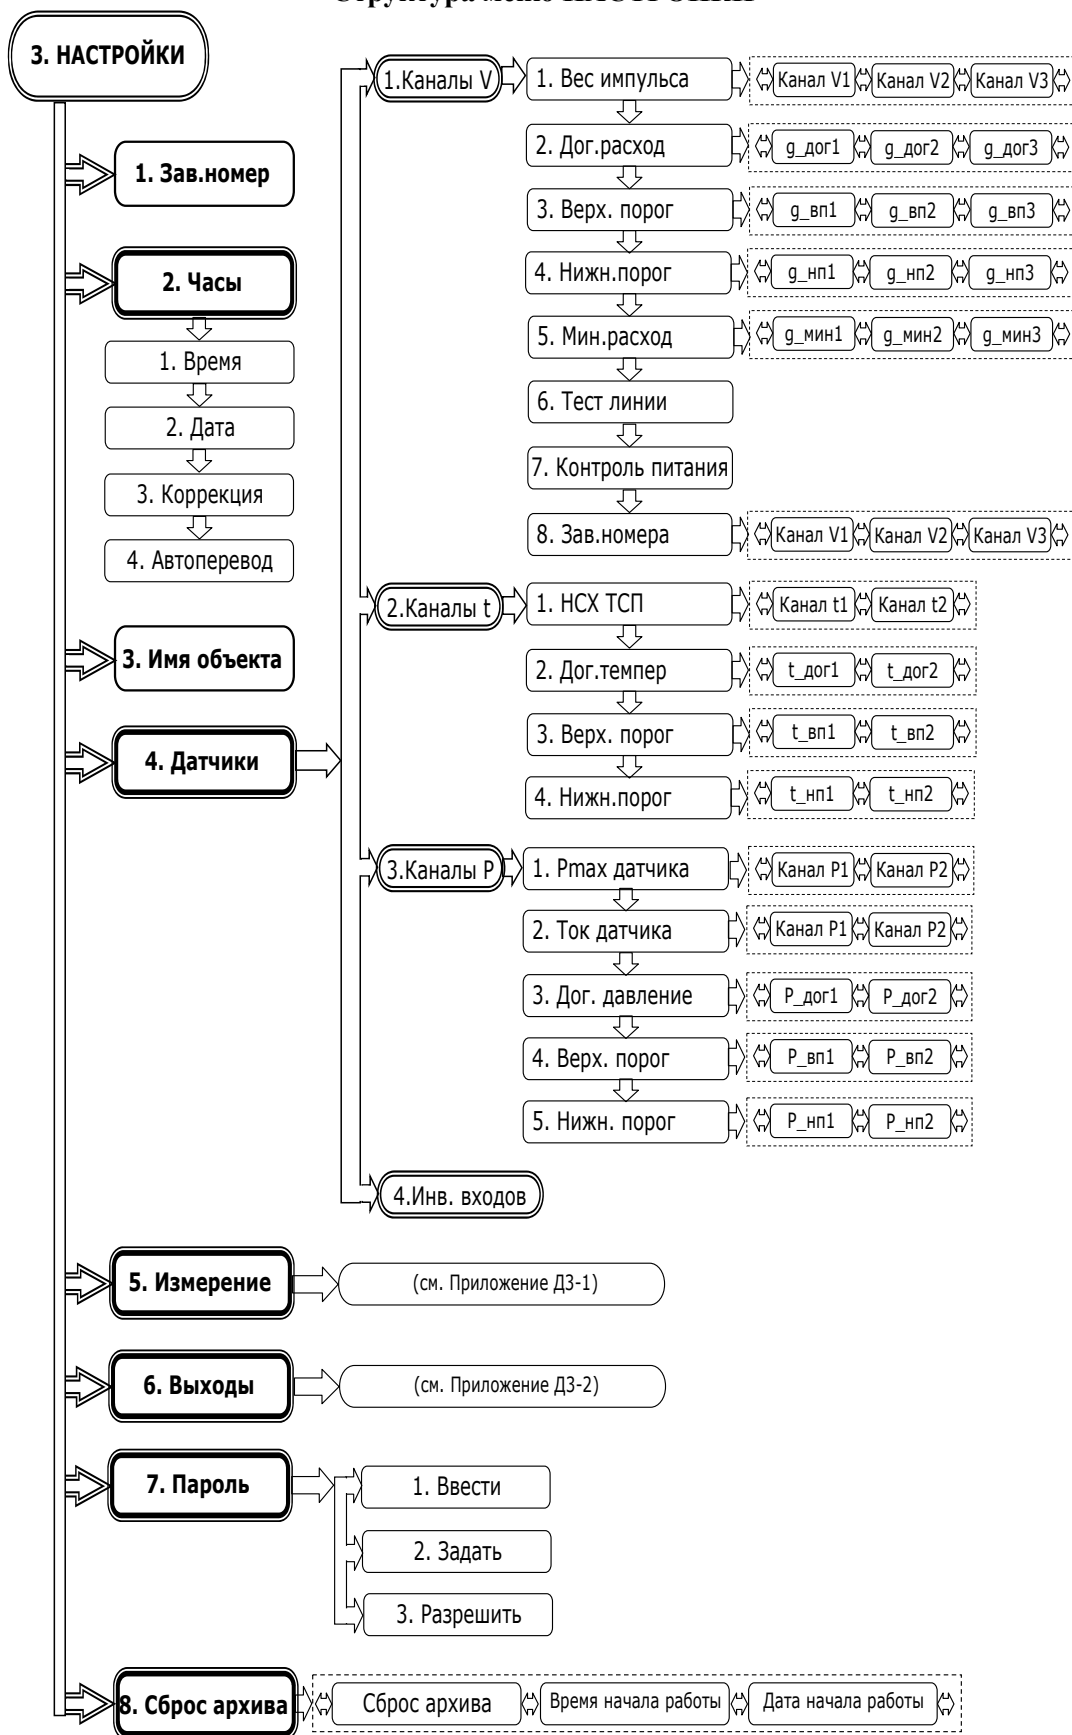 Структура меню НАСТРОЙКИ
3. НАСТРОЙКИ
1. Зав.номер
2. Часы
1. Время
2. Дата
3. Коррекция
4. Автоперевод
3. Имя объекта
4. Датчики
1.Каналы V
1. Вес импульса
Канал V1 Канал V2 Канал V3
2. Дог.расход
g_дог1 g_дог2 g_дог3
3. Верх. порог
g_вп1 g_вп2 g_вп3
4. Нижн.порог
g_нп1 g_нп2 g_нп3
5. Мин.расход
g_мин1 g_мин2 g_мин3
6. Тест линии
7. Контроль питания
8. Зав.номера
Канал V1 Канал V2 Канал V3
2.Каналы t
1. НСХ ТСП
Канал t1 Канал t2
2. Дог.темпер
t_дог1 t_дог2
3. Верх. порог
t_вп1 t_вп2
4. Нижн.порог
t_нп1 t_нп2
3.Каналы P
1. Pmax датчика
Канал P1 Канал P2
2. Ток датчика
Канал P1 Канал P2
3. Дог. давление
P_дог1 P_дог2
4. Верх. порог
P_вп1 P_вп2
5. Нижн. порог
P_нп1 P_нп2
4.Инв. входов
5. Измерение
(см. Приложение Д3-1)
6. Выходы
(см. Приложение Д3-2)
7. Пароль
1. Ввести
2. Задать
3. Разрешить
8. Сброс архива
Сброс архива Время начала работы Дата начала работы